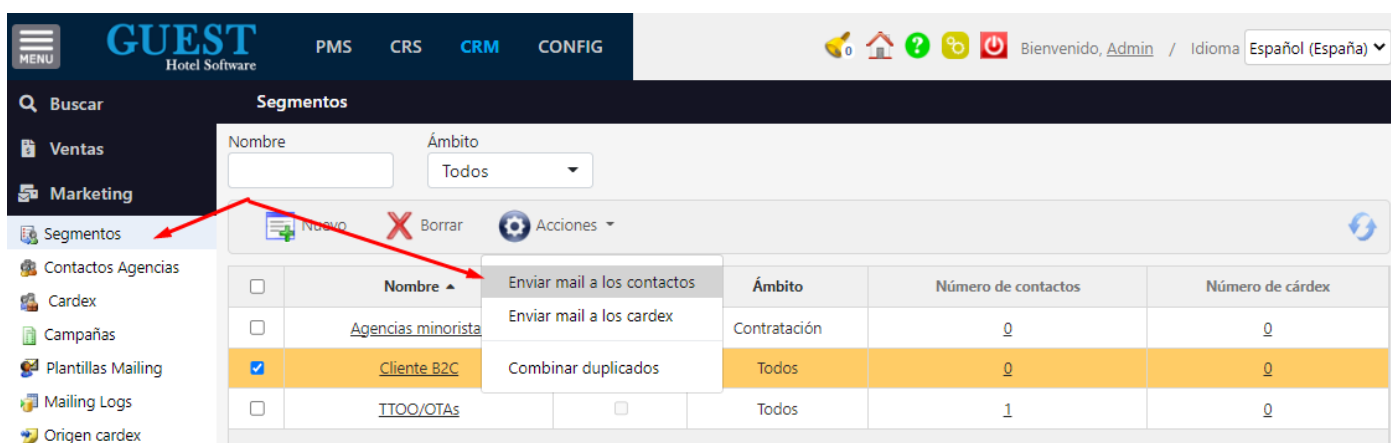 MENU
GUEST
Hotel Software
PMS CRS CRM CONFIG
0
Bienvenido, Admin / Idioma Español (España)
Buscar
Segmentos
Ventas
Nombre Ámbito
Todos
Marketing
Segmentos
Nuevo Borrar Acciones
Contactos Agencias
Enviar mail a los contactos
Nombre Ámbito Número de contactos Número de cárdex
Cardex
Enviar mail a los cardex
Agencias minorista Contratación 0 0
Campañas
Plantillas Mailing
Cliente B2C Combinar duplicados Todos 0 0
Mailing Logs
TTOO/OTAs Todos 1 0
Origen cardex